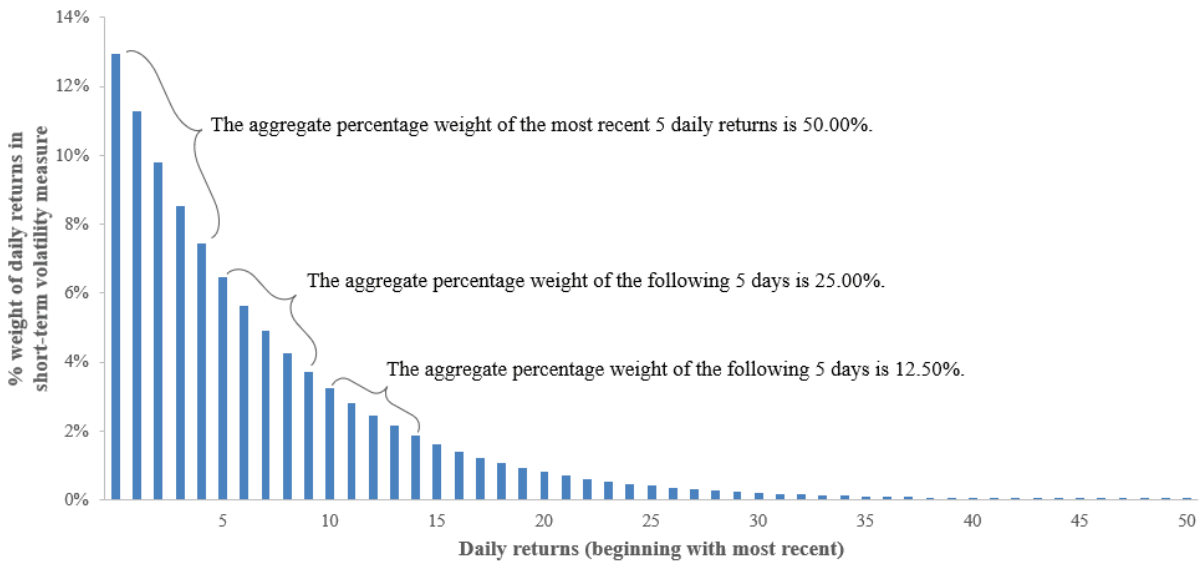 14%
12%
10%
8%
6%
4%
2%
0%
% weight of daily returns in
short-term volatility measure
The aggregate percentage weight of the most recent 5 daily returns is 50.00%.
The aggregate percentage weight of the following 5 days is 25.00%.
The aggregate percentage weight of the following 5 days is 12.50%.
5 10 15 20 25 30 35 40 45 50
Daily returns (beginning with most recent)